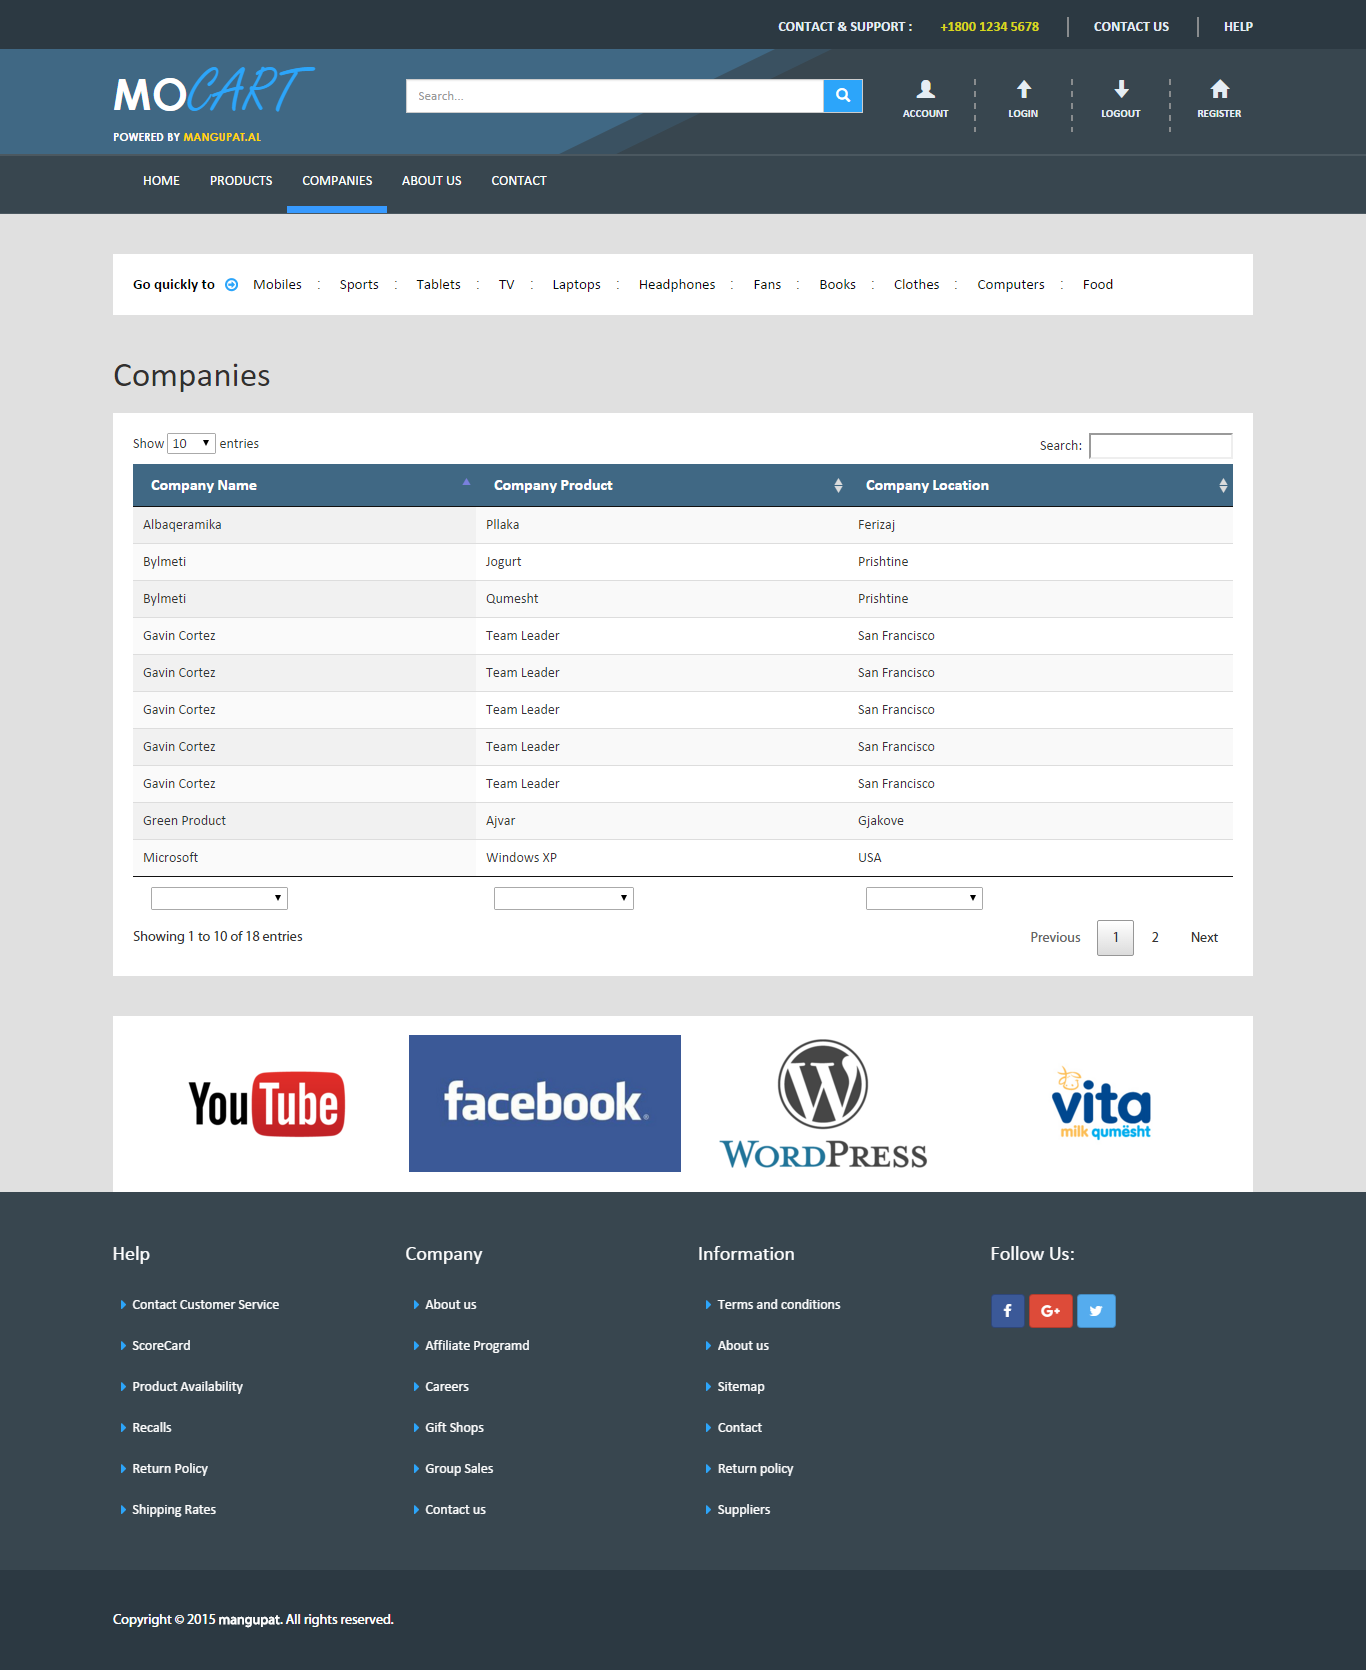 CONTACT & SUPPORT : +1800 1234 5678 CONTACT US HELP
MOCART
POWERED BY MANGUPAT.AL
Search...
ACCOUNT LOGIN LOGOUT REGISTER
HOME PRODUCTS COMPANIES ABOUT US CONTACT
Go quickly to Mobiles : Sports : Tablets : TV : Laptops : Headphones : Fans : Books : Clothes : Computers : Food
Companies
Show 10 entries Search:
Company Name Company Product Company Location
Albaqeramika Pllaka Ferizaj
Bylmeti Jogurt Prishtine
Bylmeti Qumesht Prishtine
Gavin Cortez Team Leader San Francisco
Gavin Cortez Team Leader San Francisco
Gavin Cortez Team Leader San Francisco
Gavin Cortez Team Leader San Francisco
Gavin Cortez Team Leader San Francisco
Green Product Ajvar Gjakove
Microsoft Windows XP USA
Showing 1 to 10 of 18 entries Previous 1 2 Next
YouTube
facebook®
W
WORDPRESS
vita
milk qumësht
Help
Contact Customer Service
ScoreCard
Product Availability
Recalls
Return Policy
Shipping Rates
Company
About us
Affiliate Programd
Careers
Gift Shops
Group Sales
Contact us
Information
Terms and conditions
About us
Sitemap
Contact
Return policy
Suppliers
Follow Us:
f G+
Copyright © 2015 mangupat. All rights reserved.